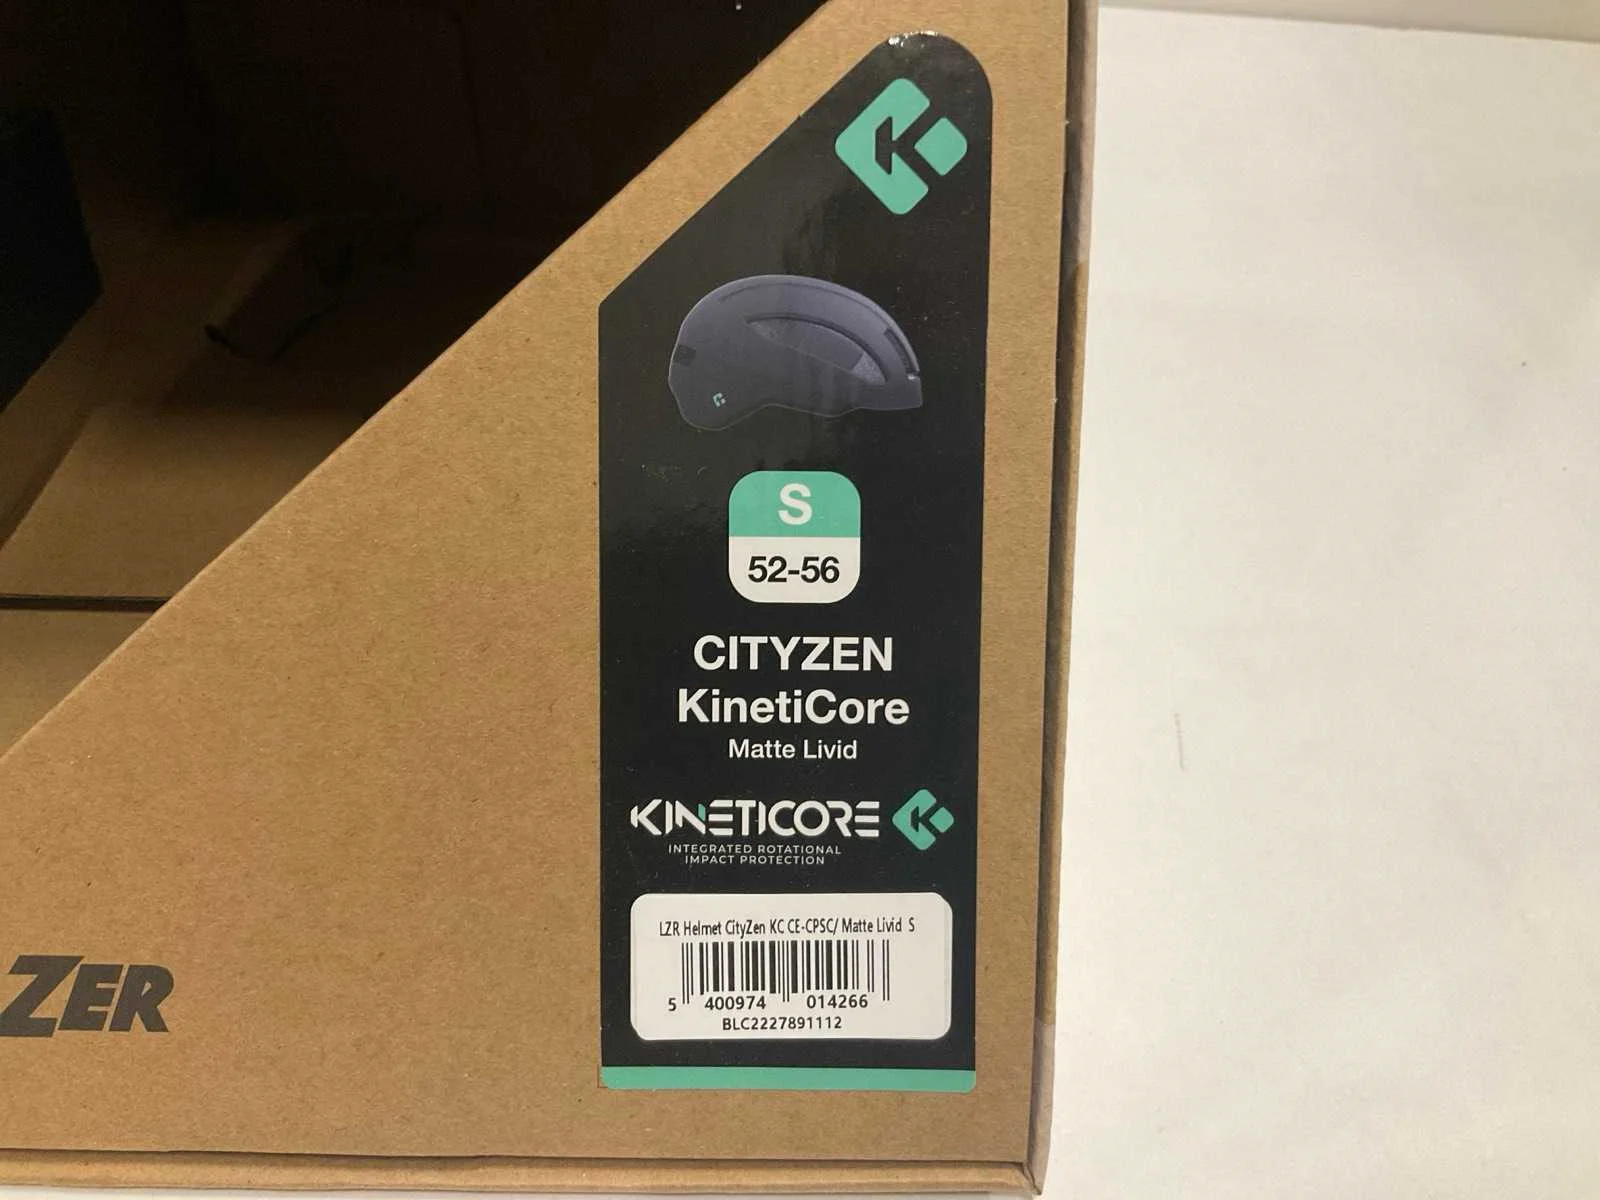 S
52-56
CITYZEN
KinetiCore
Matte Livid
KINETICORE
INTEGRATED ROTATIONAL
IMPACT PROTECTION
LZR Helmet CityZen KC CE-CPSC/ Matte Livid S
5 400974 014266
BLC2227891112
ZER